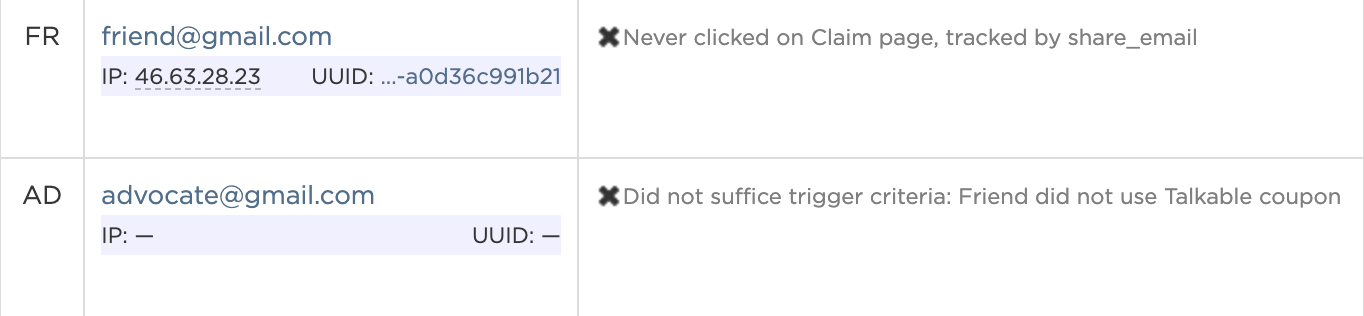 FR
friend@gmail.com
✖Never clicked on Claim page, tracked by share_email
IP: 46.63.28.23 UUID: ...-a0d36c991b21
AD
advocate@gmail.com
✖Did not suffice trigger criteria: Friend did not use Talkable coupon
IP: — UUID: —